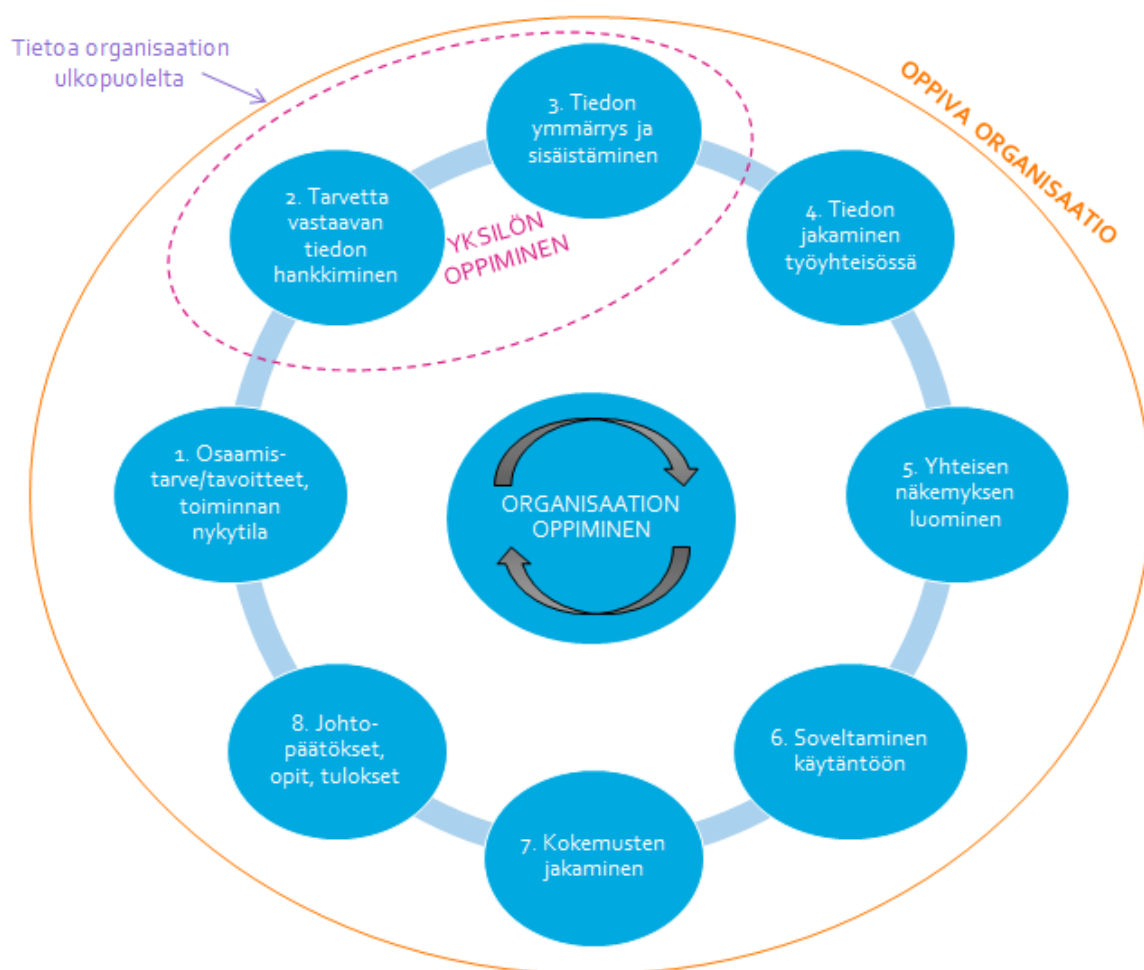 Tietoa organisaation
ulkopuolelta
OPPIVA ORGANISAATIO
3. Tiedon
ymmärrys ja
sisäistäminen
2. Tarvetta
vastaavan
tiedon
hankkiminen
YKSILÖN
OPPIMINEN
4. Tiedon
jakaminen
työyhteisössä
1. Osaamis-
tarve/tavoitteet,
toiminnan
nykytila
ORGANISAATION
OPPIMINEN
5. Yhteisen
näkemyksen
luominen
8. Johto-
päätökset,
opit, tulokset
6. Soveltaminen
käytäntöön
7. Kokemusten
jakaminen